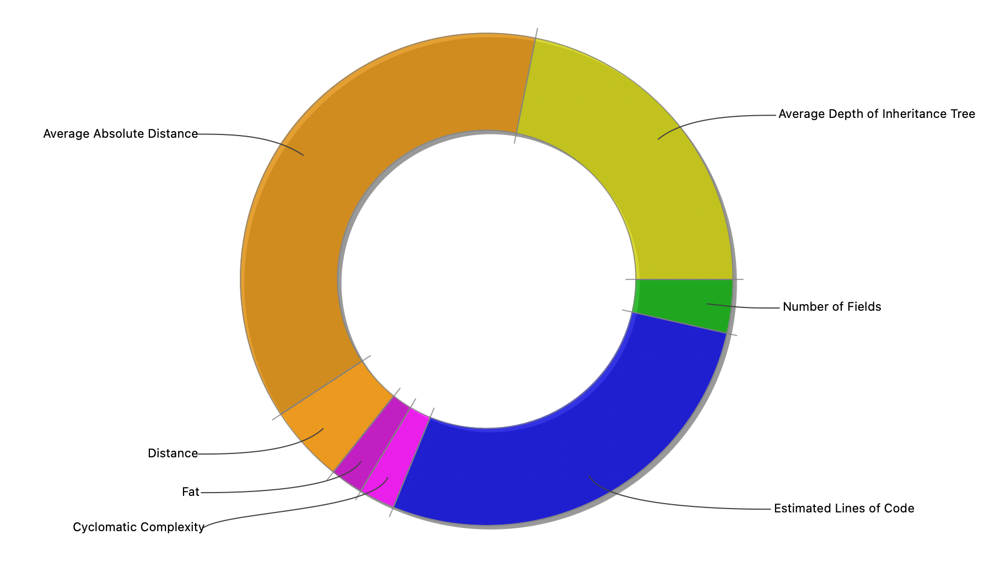 Average Depth of Inheritance Tree
Average Absolute Distance
Number of Fields
Distance
Fat
Estimated Lines of Code
Cyclomatic Complexity